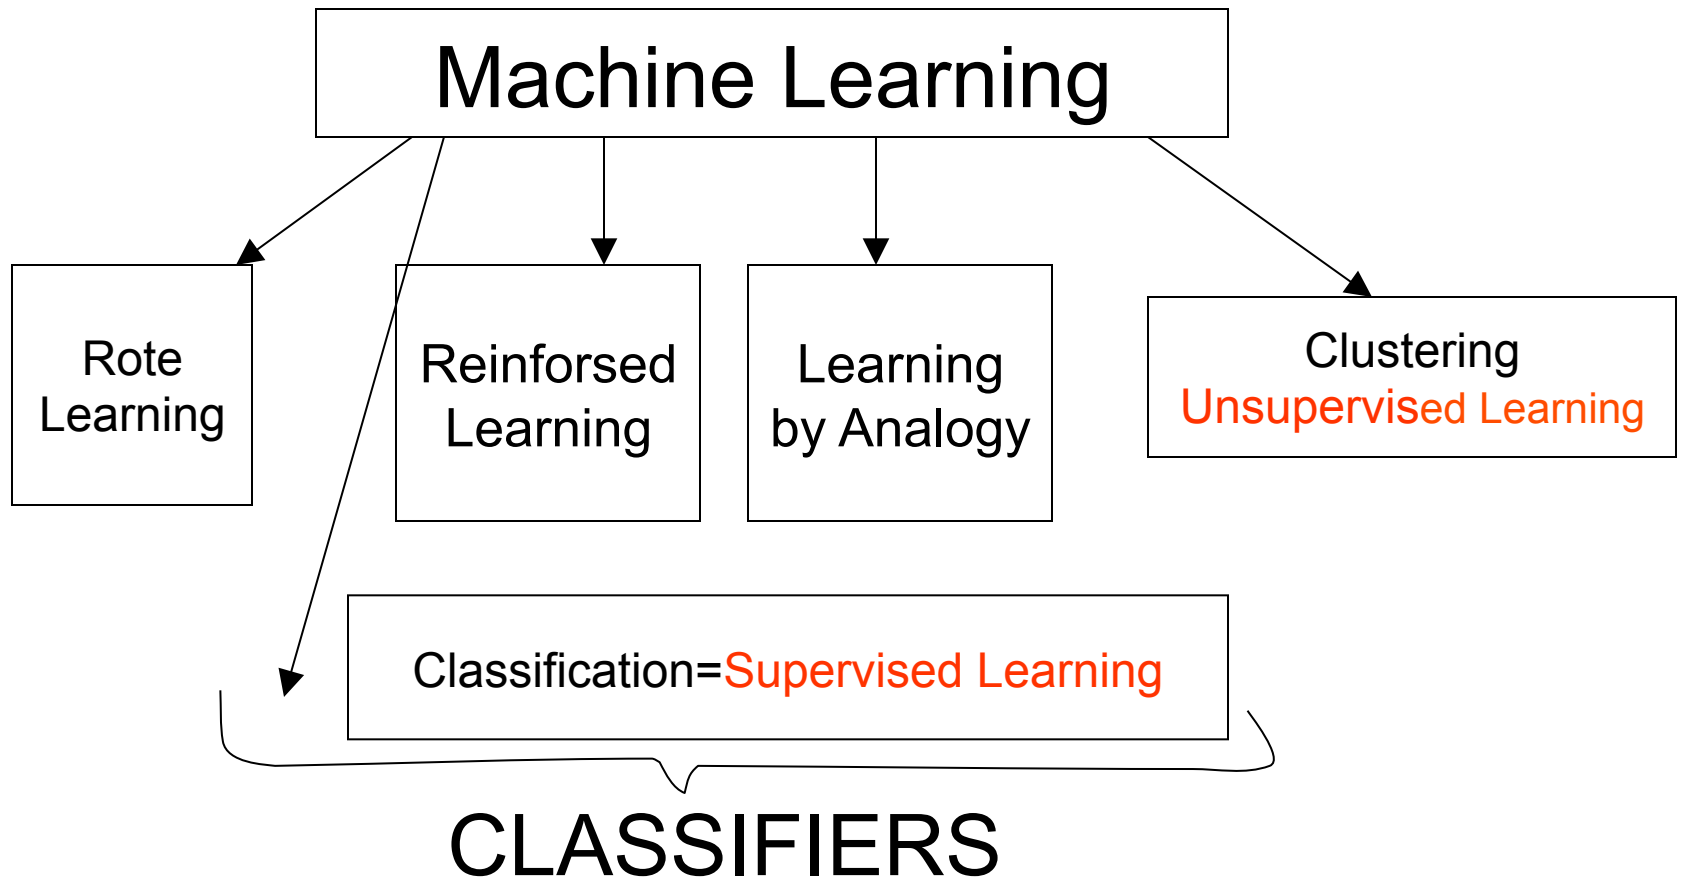 Machine Learning
Rote
Learning
Reinforsed
Learning
Learning
by Analogy
Clustering
Unsupervised Learning
Classification=Supervised Learning
CLASSIFIERS